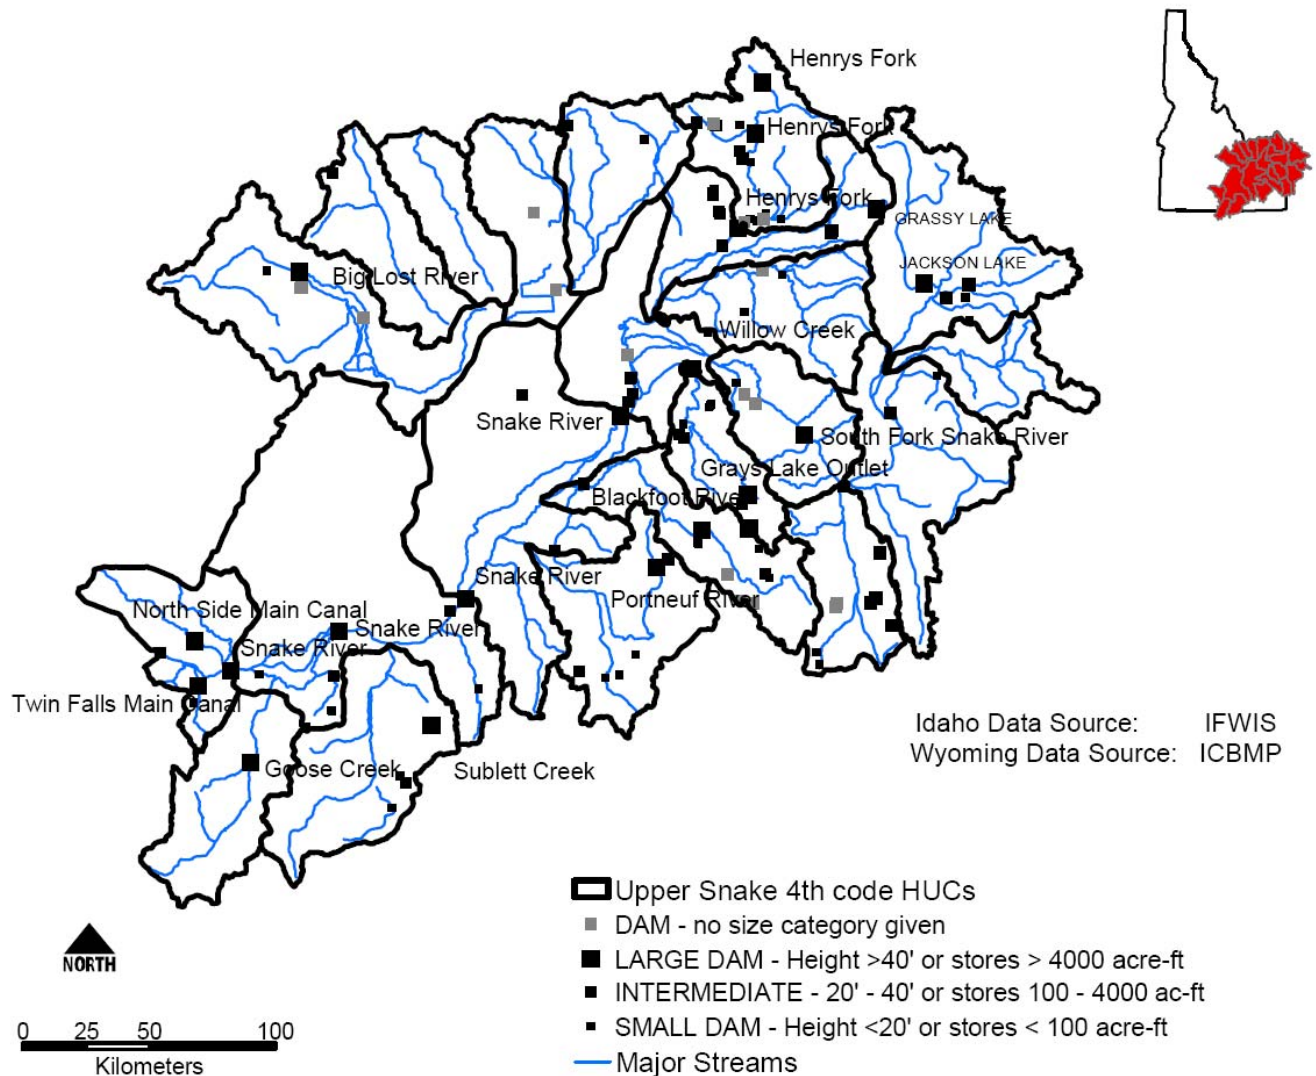 Henrys Fork
Henrys Fork
Henrys Fork
GRASSY LAKE
JACKSON LAKE
Big Lost River
Willow Creek
Snake River
South Fork Snake River
Grays Lake Outlet
Blackfoot River
Snake River
Portneuf River
North Side Main Canal
Snake River
Snake River
Twin Falls Main Canal
Goose Creek
Sublett Creek
Idaho Data Source: IFWIS
Wyoming Data Source: ICBMP
Upper Snake 4th code HUCs
DAM - no size category given
LARGE DAM - Height >40' or stores > 4000 acre-ft
INTERMEDIATE - 20' - 40' or stores 100 - 4000 ac-ft
SMALL DAM - Height <20' or stores < 100 acre-ft
Major Streams
NORTH
0 25 50 100
Kilometers